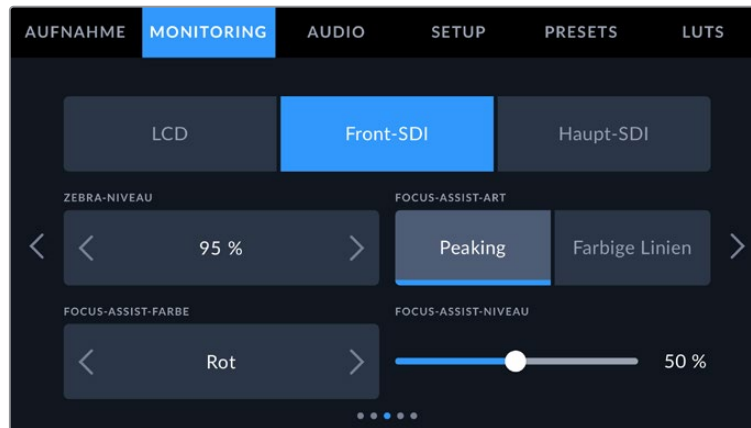 AUFNAHME MONITORING AUDIO SETUP PRESETS LUTS
LCD Front-SDI Haupt-SDI
ZEBRA-NIVEAU FOCUS-ASSIST-ART
95 % Peaking Farbige Linien
FOCUS-ASSIST-FARBE FOCUS-ASSIST-NIVEAU
Rot 50 %